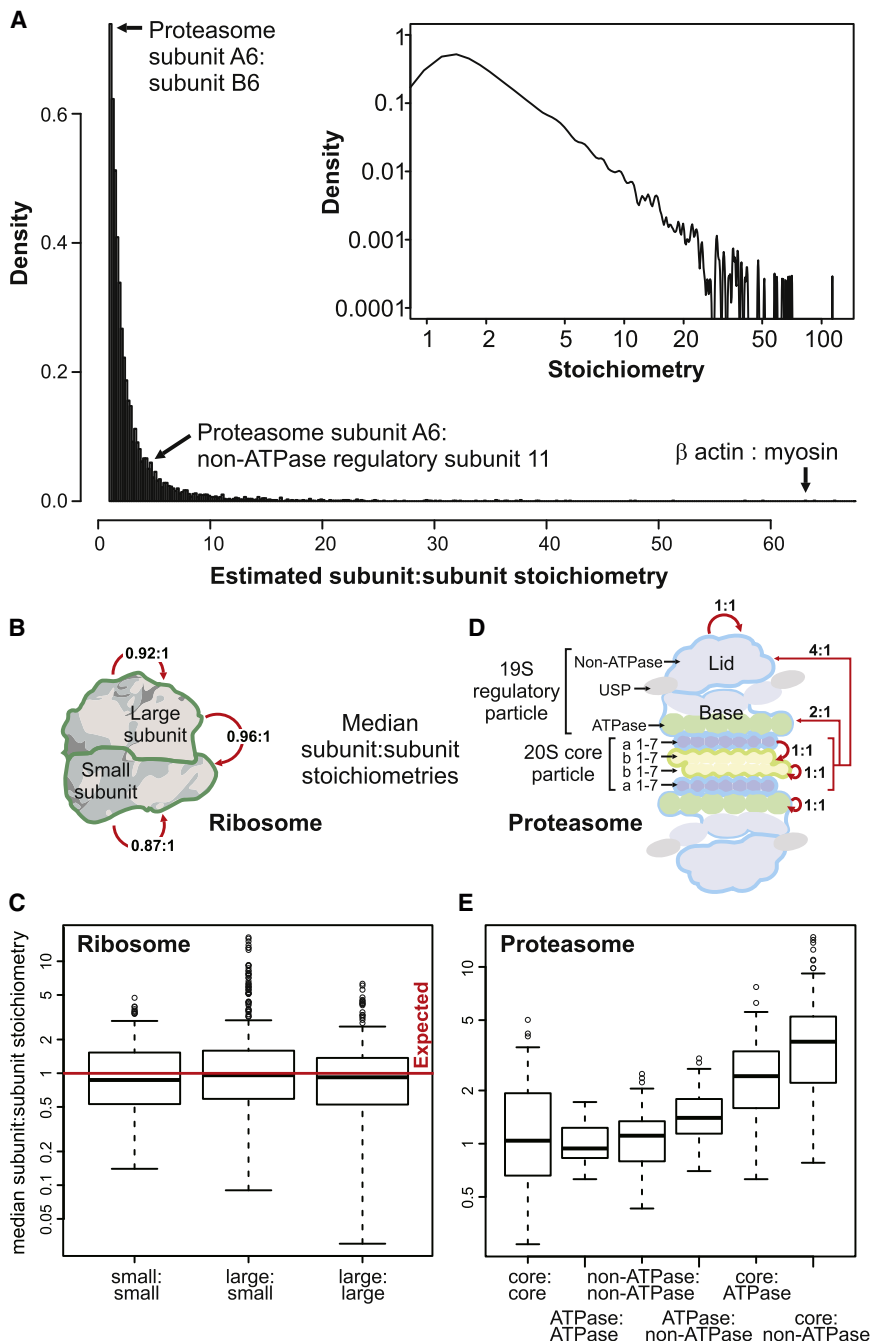 A
Proteasome
subunit A6:
subunit B6
Density
0.6
0.4
0.2
0.0
Proteasome subunit A6:
non-ATPase regulatory subunit 11
β actin : myosin
0 10 20 30 40 50 60
Estimated subunit:subunit stoichiometry
Density
1
0.1
0.01
0.001
0.0001
1 2 5 10 20 50 100
Stoichiometry
B
0.92:1
Large
subunit
0.96:1
Small
subunit
0.87:1
Ribosome
Median
subunit:subunit
stoichiometries
D
1:1
4:1
Non-ATPase
Lid
19S
regulatory
particle
USP
Base
2:1
ATPase
20S core
particle
a 1-7
b 1-7
b 1-7
a 1-7
1:1
1:1
1:1
Proteasome
C
Ribosome
median subunit:subunit stoichiometry
10
5
2
1
0.5
0.2
0.1
0.05
Expected
small:
small
large:
small
large:
large
E
Proteasome
10
5
2
1
0.5
core:
core
ATPase:
ATPase
non-ATPase:
non-ATPase
ATPase:
non-ATPase
core:
ATPase
core:
non-ATPase